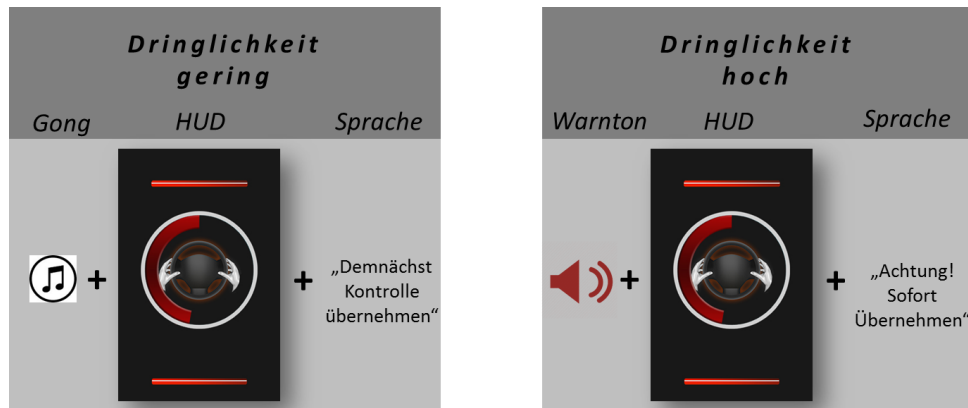 Dringlichkeit
gering
Gong HUD Sprache
„Demnächst
Kontrolle
übernehmen“
Dringlichkeit
hoch
Warnton HUD Sprache
„Achtung!
Sofort
Übernehmen“